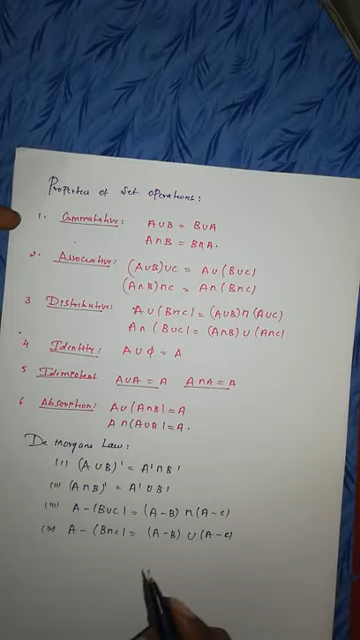 Properties of Set operations:
1. Commutative: A∪B = B∪A
A∩B = B∩A.
2. Associative: (A∪B)∪C = A∪(B∪C)
(A∩B)∩C = A∩(B∩C)
3 Distributive: A∪(B∩C) = (A∪B)∩(A∪C)
A∩(B∪C) = (A∩B)∪(A∩C)
4 Identity: A∪ϕ = A
5 Idempotent A∪A = A A∩A = A
6 Absorption: A∪(A∩B) = A
A∩(A∪B) = A.
De Morgans Law:
(i) (A∪B)' = A'∩B'
(ii) (A∩B)' = A'∪B'
(iii) A-(B∪C) = (A-B)∩(A-C)
(iv) A-(B∩C) = (A-B)∪(A-C)